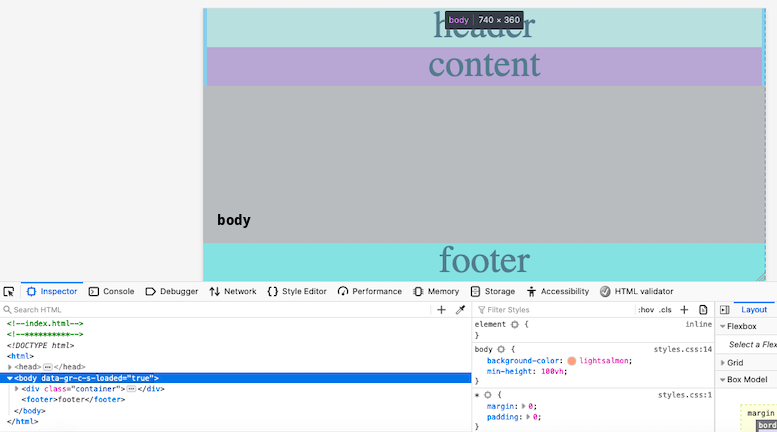 body 740 × 360
header
content
body
footer
Inspector Console Debugger Network Style Editor Performance Memory Storage Accessibility HTML validator
Search HTML
Filter Styles :hov .cls Layout
<!--index.html-->
<!--**********-->
<!DOCTYPE html>
<html>
<head> </head>
<body data-gr-c-s-loaded="true">
<div class="container"> </div>
<footer>footer</footer>
</body>
</html>
element { inline
}
body { styles.css:14
background-color: lightsalmon;
min-height: 100vh;
}
* { styles.css:1
margin: 0;
padding: 0;
}
Flexbox
Select a Flex
Grid
Box Model
margin
bord